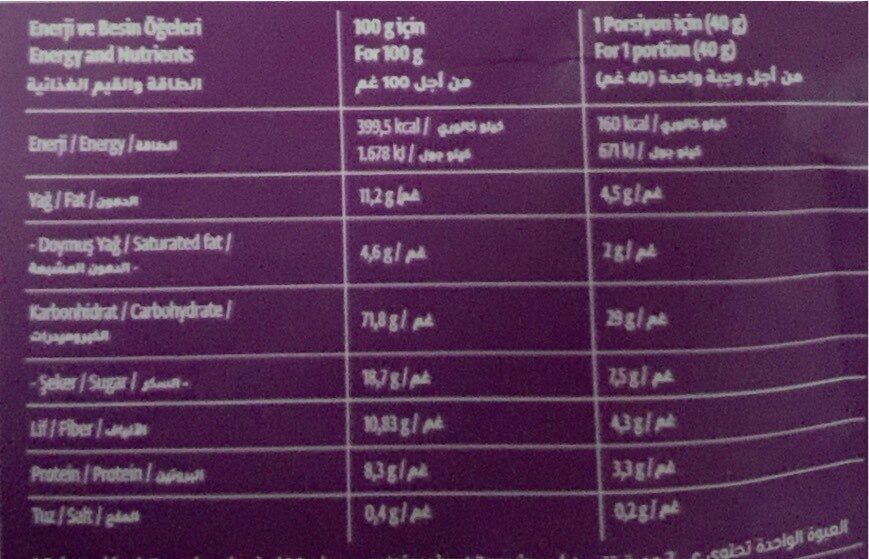 Enerji ve Besin Öğeleri 100 g için 1 Porsiyon için (40 g)
Energy and Nutrients For 100 g For 1 portion (40 g)
الطاقة والقيم الغذائية من أجل 100 غم من أجل وجبة واحدة (40 غم)
Enerji / Energy / الطاقة 399,5 kcal / كيلو كالوري 160 kcal / كيلو كالوري
1.678 kJ / كيلو جول 671 kJ / كيلو جول
Yağ / Fat / الدهون 11,2 g / غم 4,5 g / غم
- Doymuş Yağ / Saturated fat / 4,6 g / غم 2 g / غم
الدهون المشبعة -
Karbonhidrat / Carbohydrate / 71,8 g / غم 29 g / غم
- Şeker / Sugar / السكر - 18,7 g / غم 7,5 g / غم
Lif / Fiber / الألياف 10,83 g / غم 4,3 g / غم
Protein / Protein / البروتين 8,3 g / غم 3,3 g / غم
Tuz / Salt / الملح 0,4 g / غم 0,2 g / غم
العبوة الواحدة تحتوي